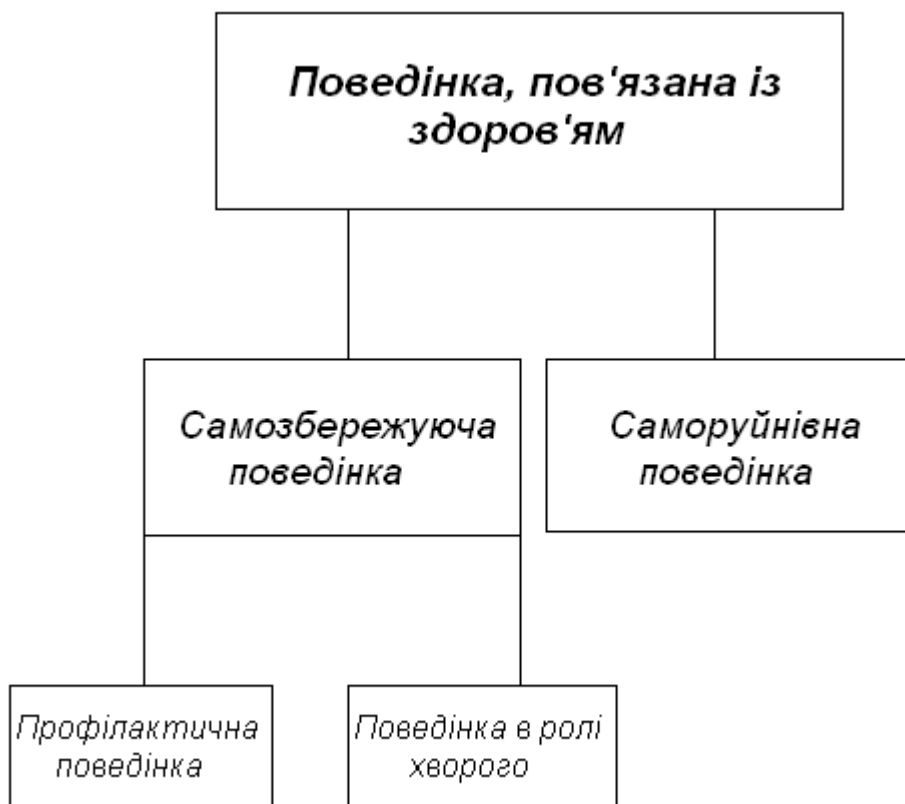 Поведінка, пов'язана із
здоров'ям
Самозбережуюча
поведінка
Саморуйнівна
поведінка
Профілактична
поведінка
Поведінка в ролі
хворого